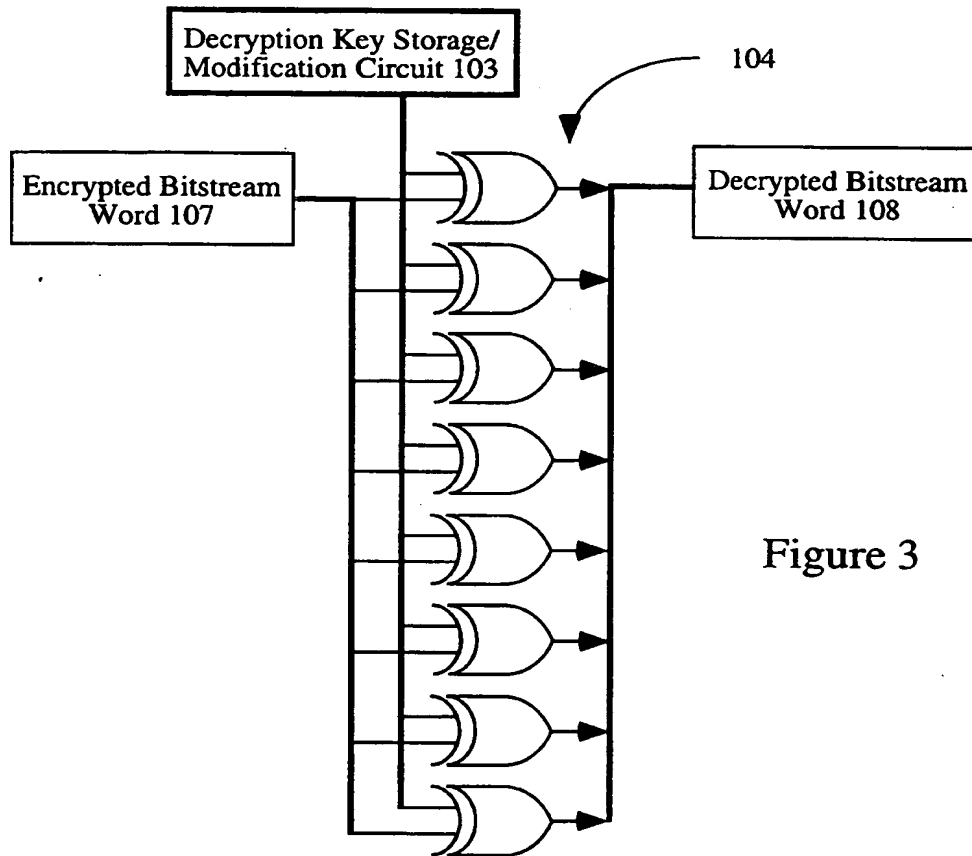 Decryption Key Storage/
Modification Circuit 103
104
Encrypted Bitstream
Word 107
Decrypted Bitstream
Word 108
Figure 3